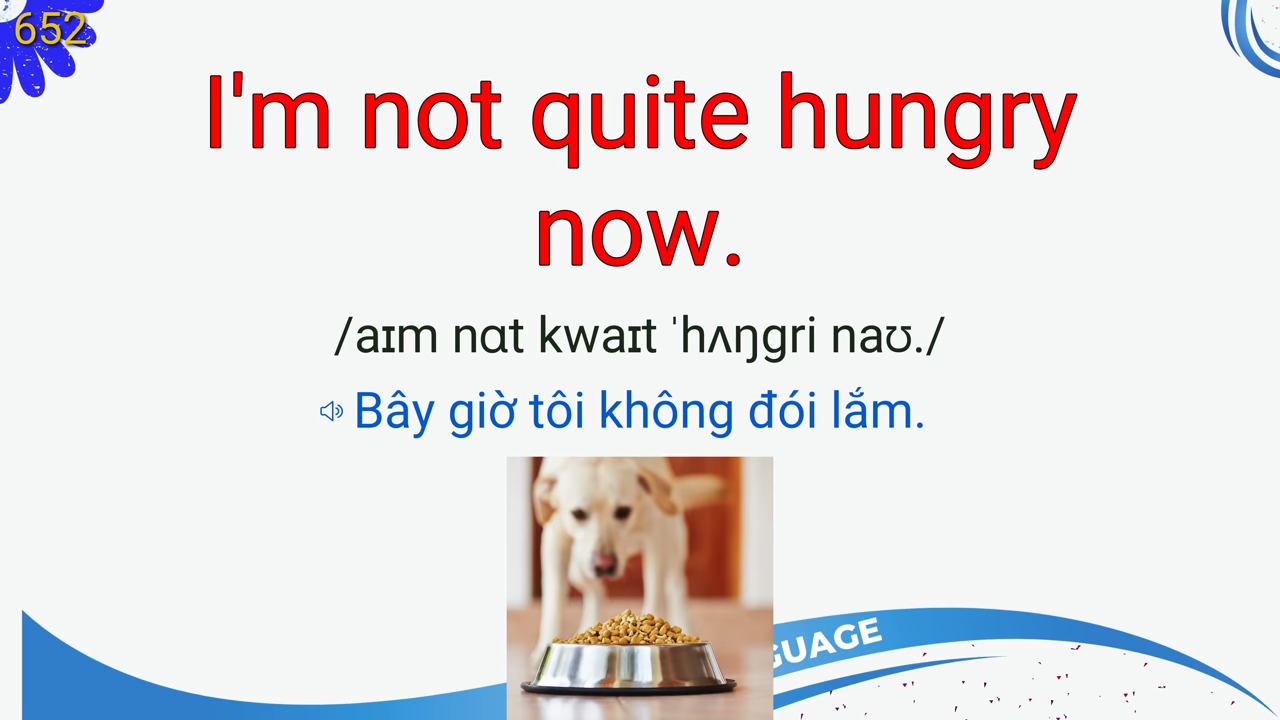 652
I'm not quite hungry
now.
/aɪm nɑt kwaɪt ˈhʌŋgri naʊ./
Bây giờ tôi không đói lắm.
GUAGE